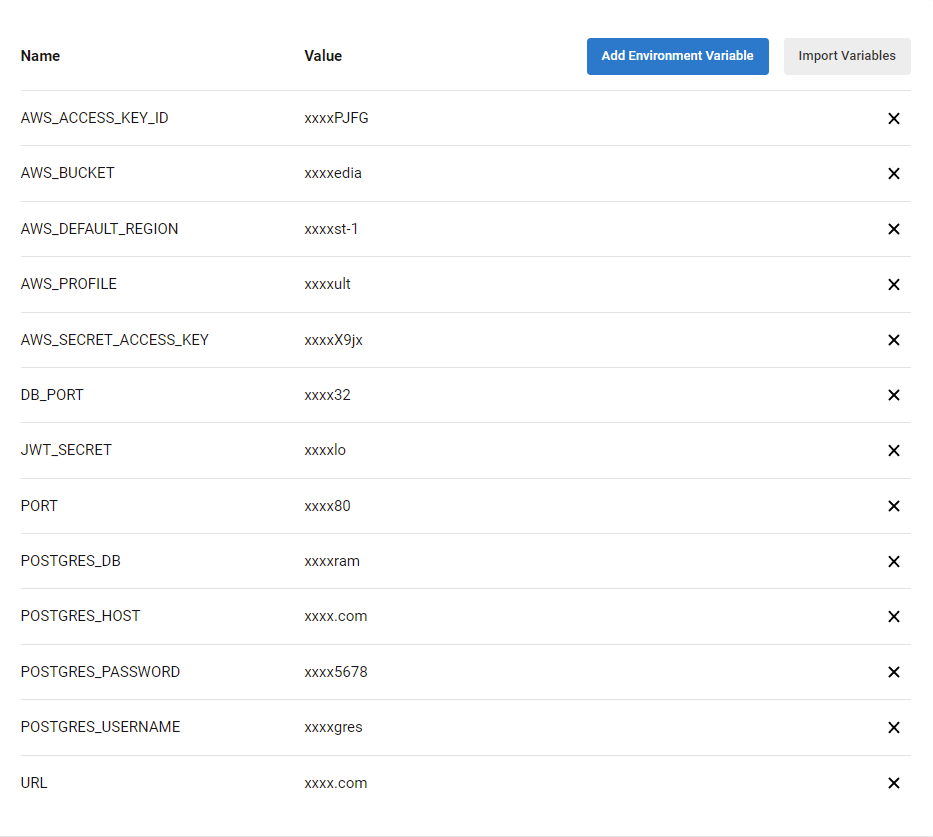 Name Value Add Environment Variable Import Variables
AWS_ACCESS_KEY_ID xxxxPJFG
AWS_BUCKET xxxxedia
AWS_DEFAULT_REGION xxxxst-1
AWS_PROFILE xxxxult
AWS_SECRET_ACCESS_KEY xxxxX9jx
DB_PORT xxxx32
JWT_SECRET xxxxlo
PORT xxxx80
POSTGRES_DB xxxxram
POSTGRES_HOST xxxx.com
POSTGRES_PASSWORD xxxx5678
POSTGRES_USERNAME xxxxgres
URL xxxx.com